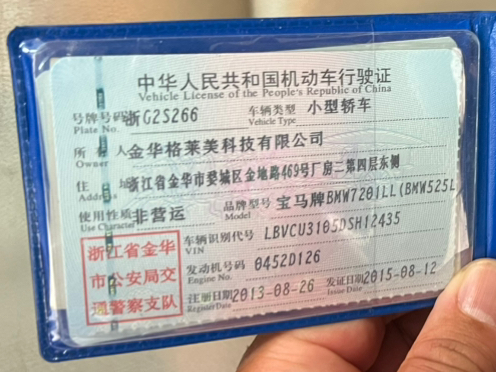 中华人民共和国机动车行驶证
Vehicle License of the People's Republic of China
号牌号码 浙G2S266 车辆类型 小型轿车
Plate No. Vehicle Type
所有人 金华格莱美科技有限公司
Owner
住址 浙江省金华市婺城区金地路469号厂房二第四层东侧
Address
使用性质 非营运 品牌型号 宝马牌BMW7201LL(BMW525L
Use Character Model
浙江省金华
市公安局交
通警察支队
车辆识别代号 LBVCU3105DSH12435
VIN
发动机号码 0452D126
Engine No.
注册日期 2013-08-26 发证日期 2015-08-12
Register Date Issue Date